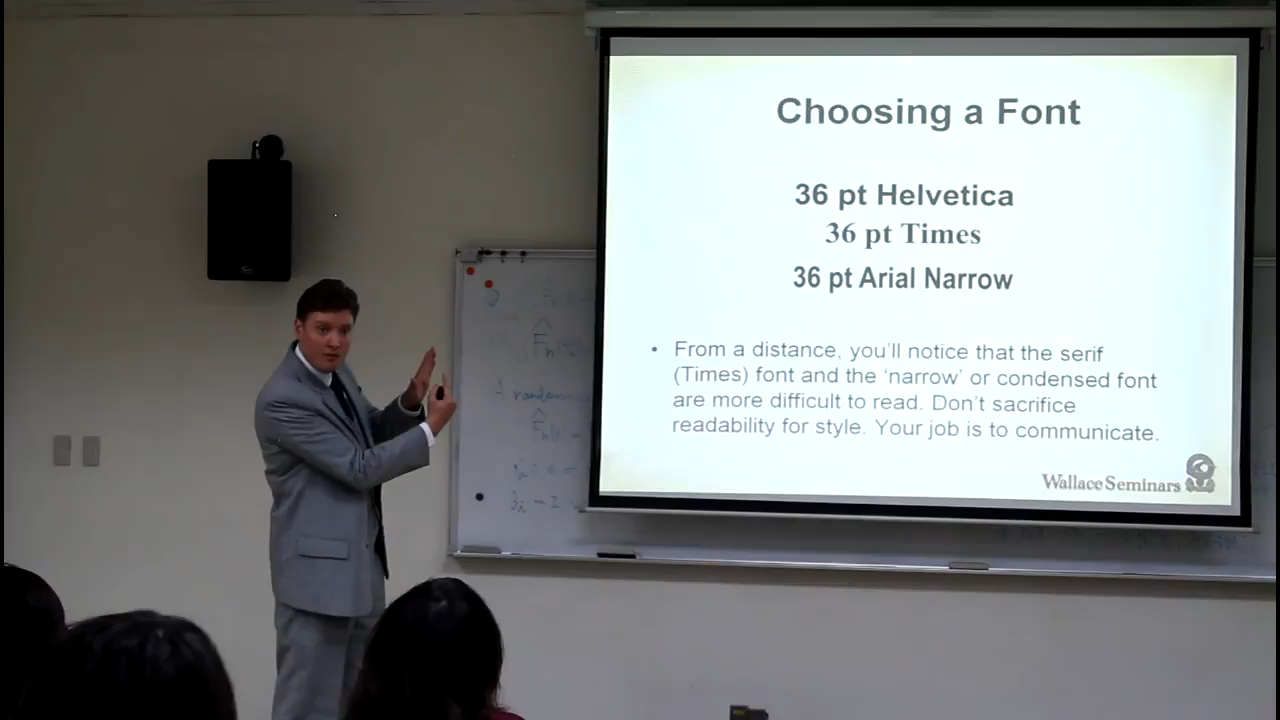 Choosing a Font
36 pt Helvetica
36 pt Times
36 pt Arial Narrow
• From a distance, you'll notice that the serif
(Times) font and the 'narrow' or condensed font
are more difficult to read. Don't sacrifice
readability for style. Your job is to communicate.
Wallace Seminars